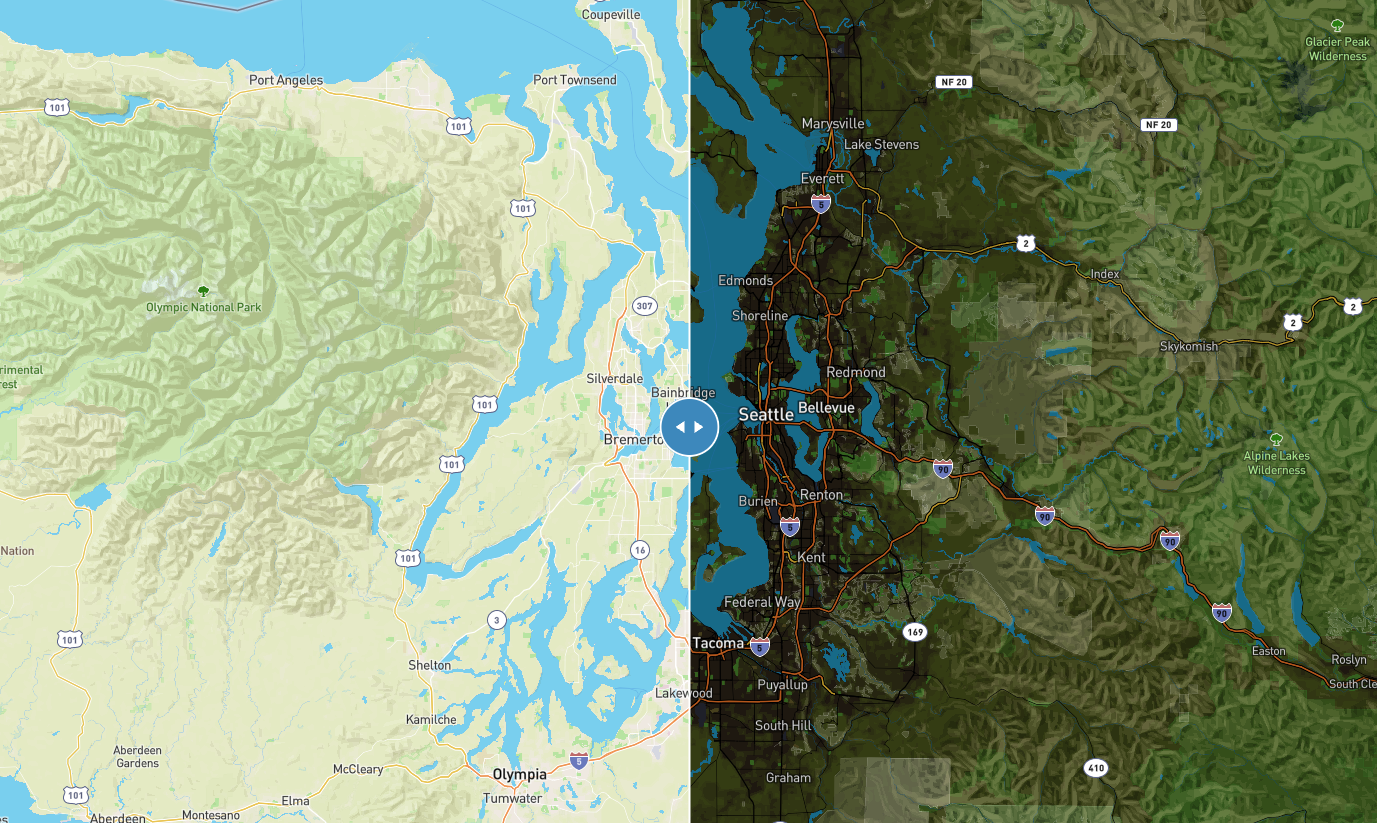 Coupeville
Glacier Peak
Wilderness
Port Angeles
Port Townsend
NF 20
101
101
NF 20
Marysville
Lake Stevens
Everett
101
5
2
Index
Edmonds
Olympic National Park
307
Shoreline
2
2
Skykomish
rimental
rest
Silverdale
Redmond
Bainbridge
101
Seattle
Bellevue
Bremerto
Alpine Lakes
Wilderness
101
90
Burien
Renton
90
5
Nation
101
16
Kent
90
Federal Way
90
3
101
169
Tacoma
5
Easton
Roslyn
Shelton
Puyallup
South Cle
Lakewood
Kamilche
South Hill
Aberdeen
Gardens
5
McCleary
Olympia
Graham
410
Tumwater
101
Elma
Montesano
Aberdeen